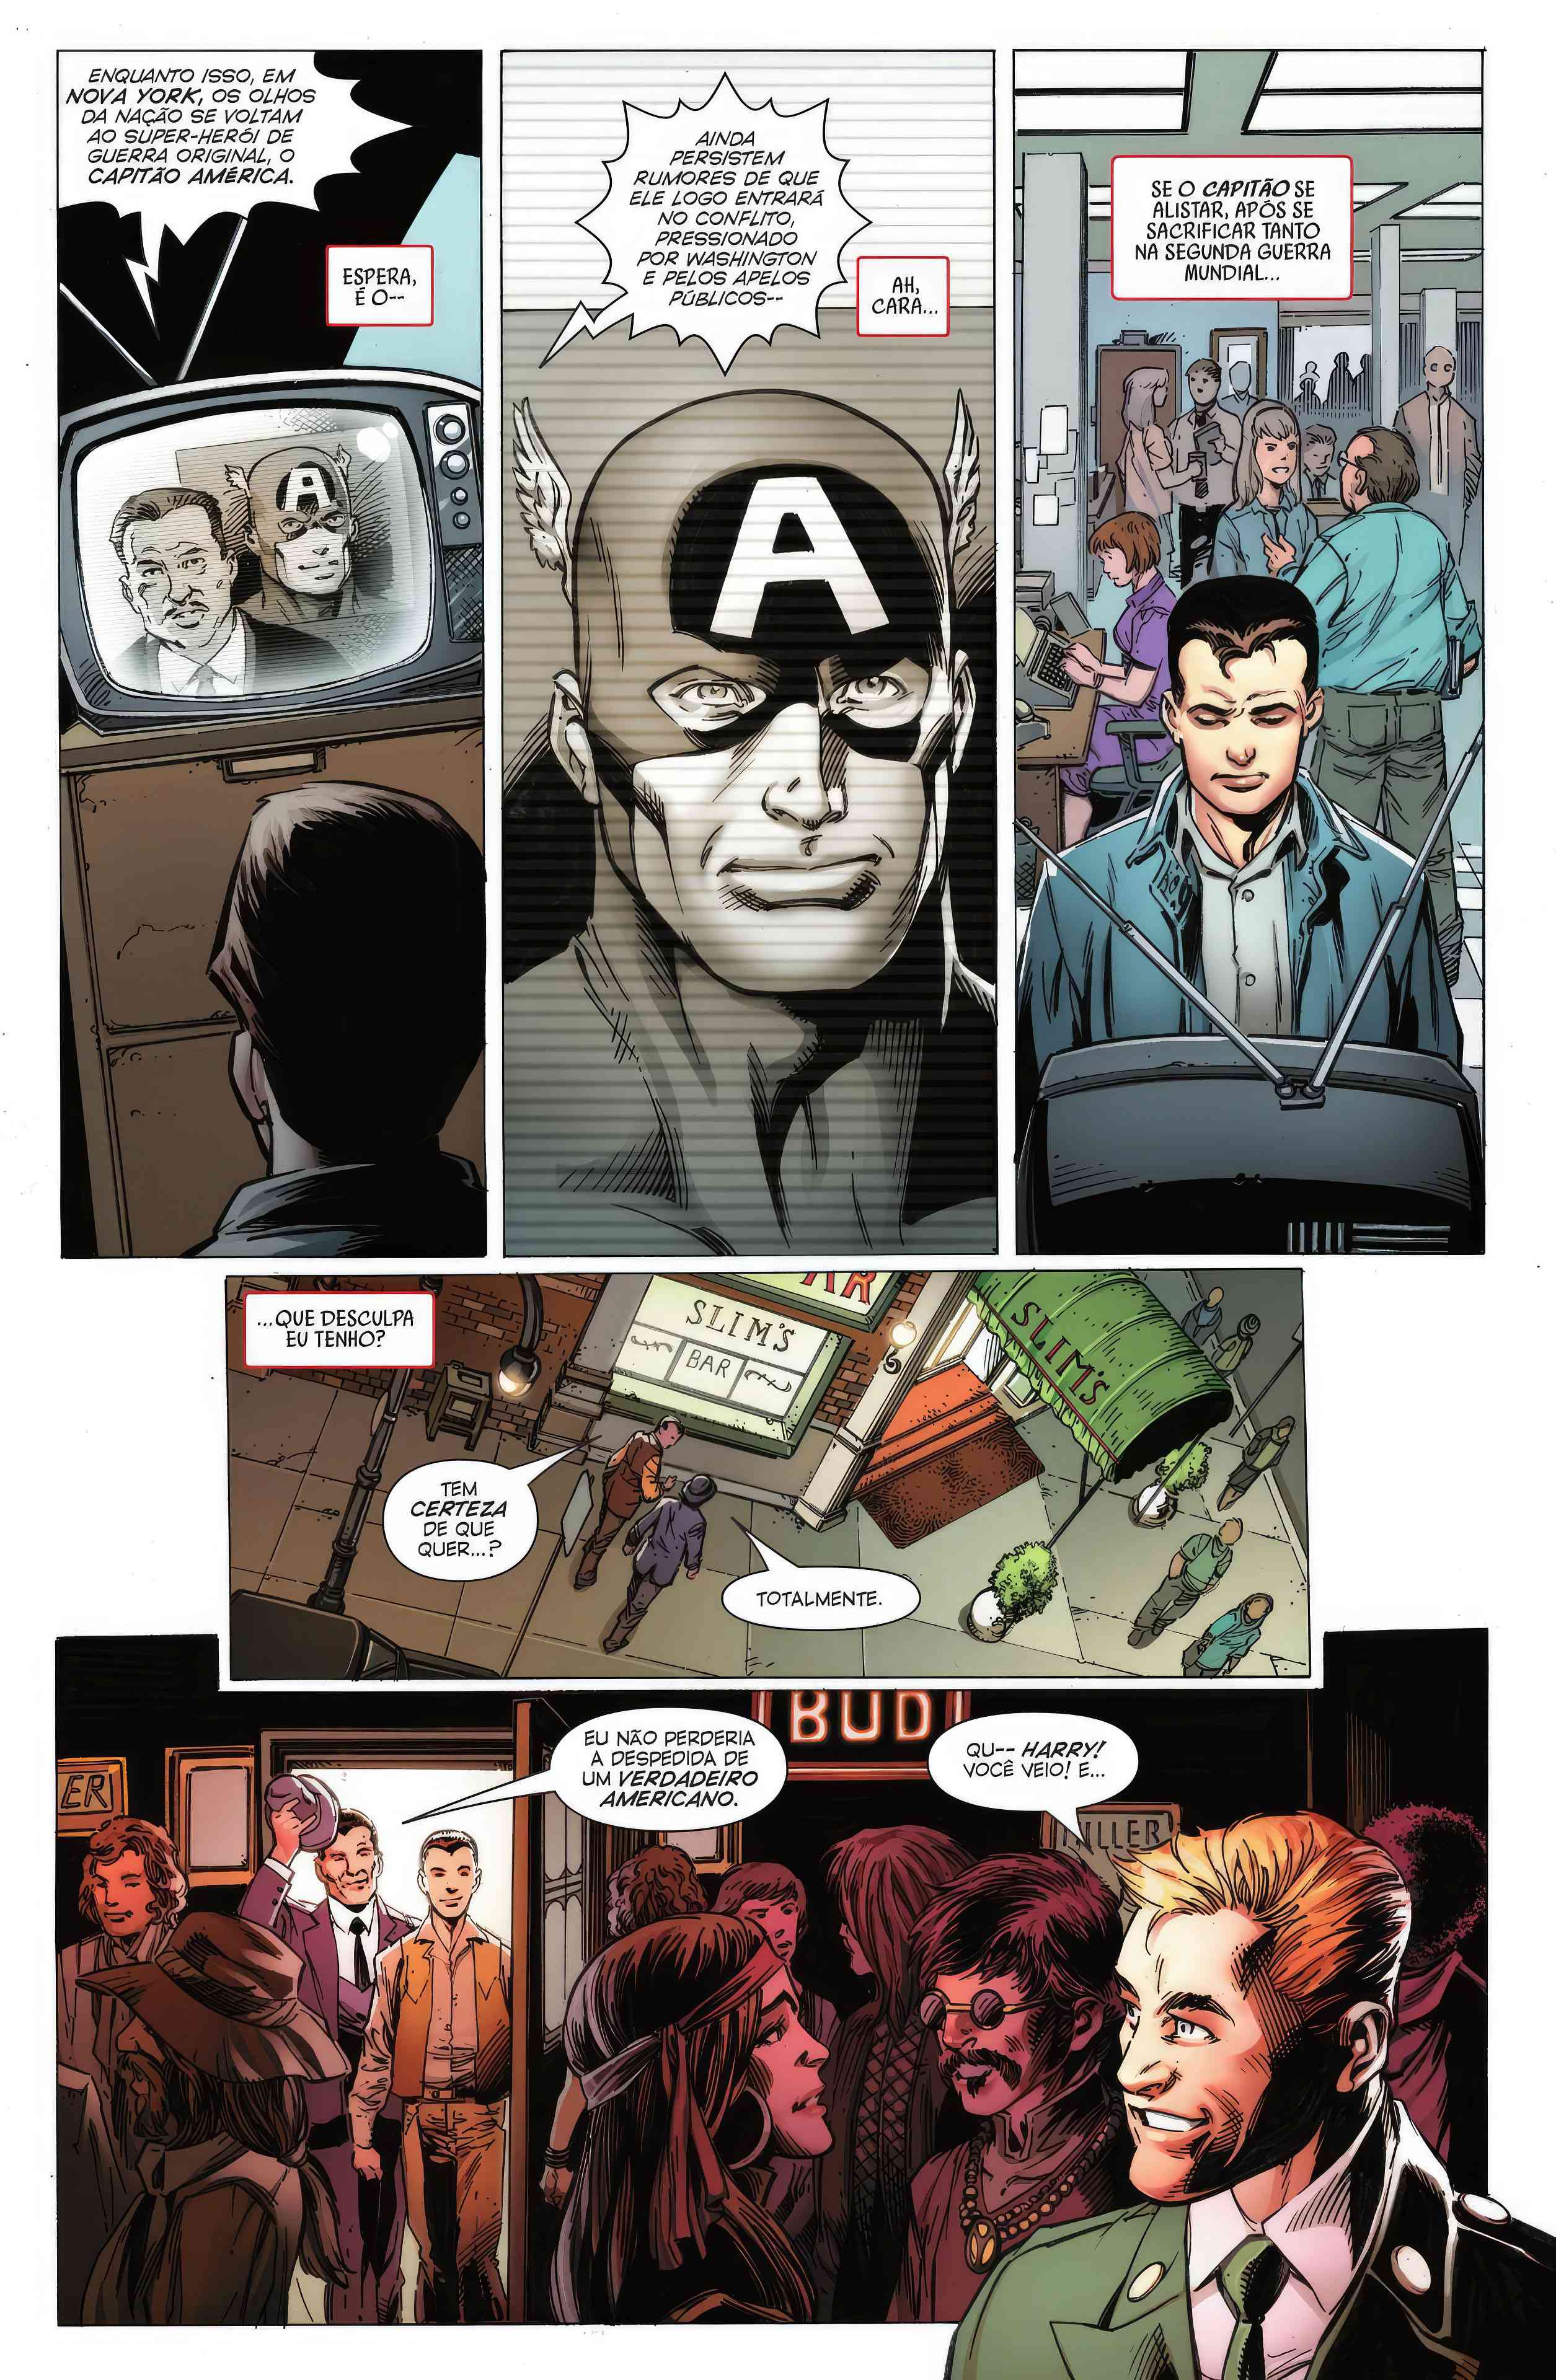 ENQUANTO ISSO, EM
NOVA YORK, OS OLHOS
DA NAÇÃO SE VOLTAM
AO SUPER-HERÓI DE
GUERRA ORIGINAL, O
CAPITÃO AMÉRICA.
ESPERA,
É O--
A
AINDA
PERSISTEM
RUMORES DE QUE
ELE LOGO ENTRARÁ
NO CONFLITO,
PRESSIONADO
POR WASHINGTON
E PELOS APELOS
PÚBLICOS--
AH,
CARA...
A
SE O CAPITÃO SE
ALISTAR, APÓS SE
SACRIFICAR TANTO
NA SEGUNDA GUERRA
MUNDIAL...
...QUE DESCULPA
EU TENHO?
SLIM'S
BAR
SLIM'S
TEM
CERTEZA
DE QUE
QUER...?
TOTALMENTE.
EU NÃO PERDERIA
A DESPEDIDA DE
UM VERDADEIRO
AMERICANO.
BUD
QU-- HARRY!
VOCÊ VEIO! E...
ER